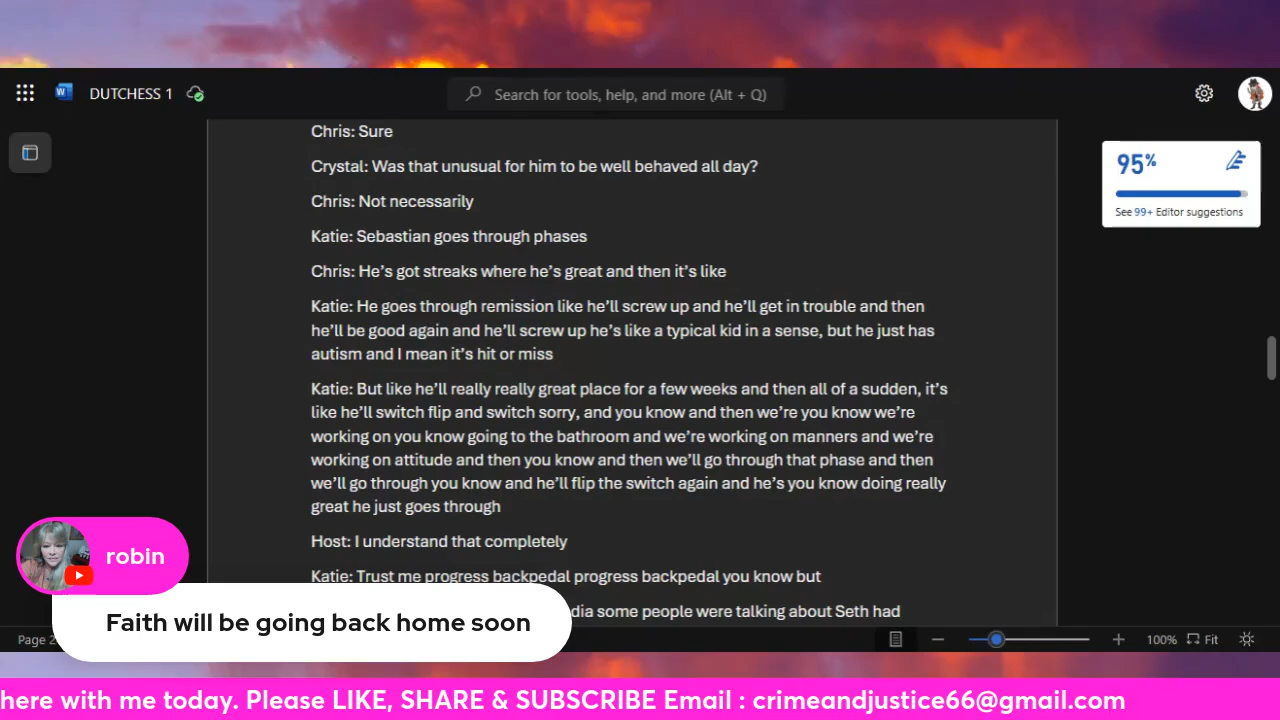 DUTCHESS 1
Search for tools, help, and more (Alt + Q)
Chris: Sure
Crystal: Was that unusual for him to be well behaved all day?
Chris: Not necessarily
Katie: Sebastian goes through phases
Chris: He's got streaks where he's great and then it's like
Katie: He goes through remission like he'll screw up and he'll get in trouble and then
he'll be good again and he'll screw up he's like a typical kid in a sense, but he just has
autism and I mean it's hit or miss
Katie: But like he'll really really great place for a few weeks and then all of a sudden, it's
like he'll switch flip and switch sorry, and you know and then we're you know we're
working on you know going to the bathroom and we're working on manners and we're
working on attitude and then you know and then we'll go through that phase and then
we'll go through you know and he'll flip the switch again and he's you know doing really
great he just goes through
Host: I understand that completely
Katie: Trust me progress backpedal progress backpedal you know but
dia some people were talking about Seth had
95%
See 99+ Editor suggestions
robin
Faith will be going back home soon
Page 2
100% Fit
here with me today. Please LIKE, SHARE & SUBSCRIBE Email : crimeandjustice66@gmail.com